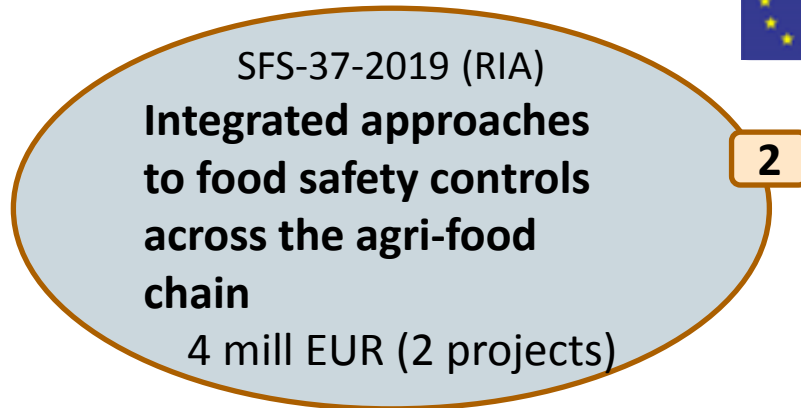 SFS-37-2019 (RIA)
Integrated approaches
to food safety controls
across the agri-food
chain
4 mill EUR (2 projects)
2